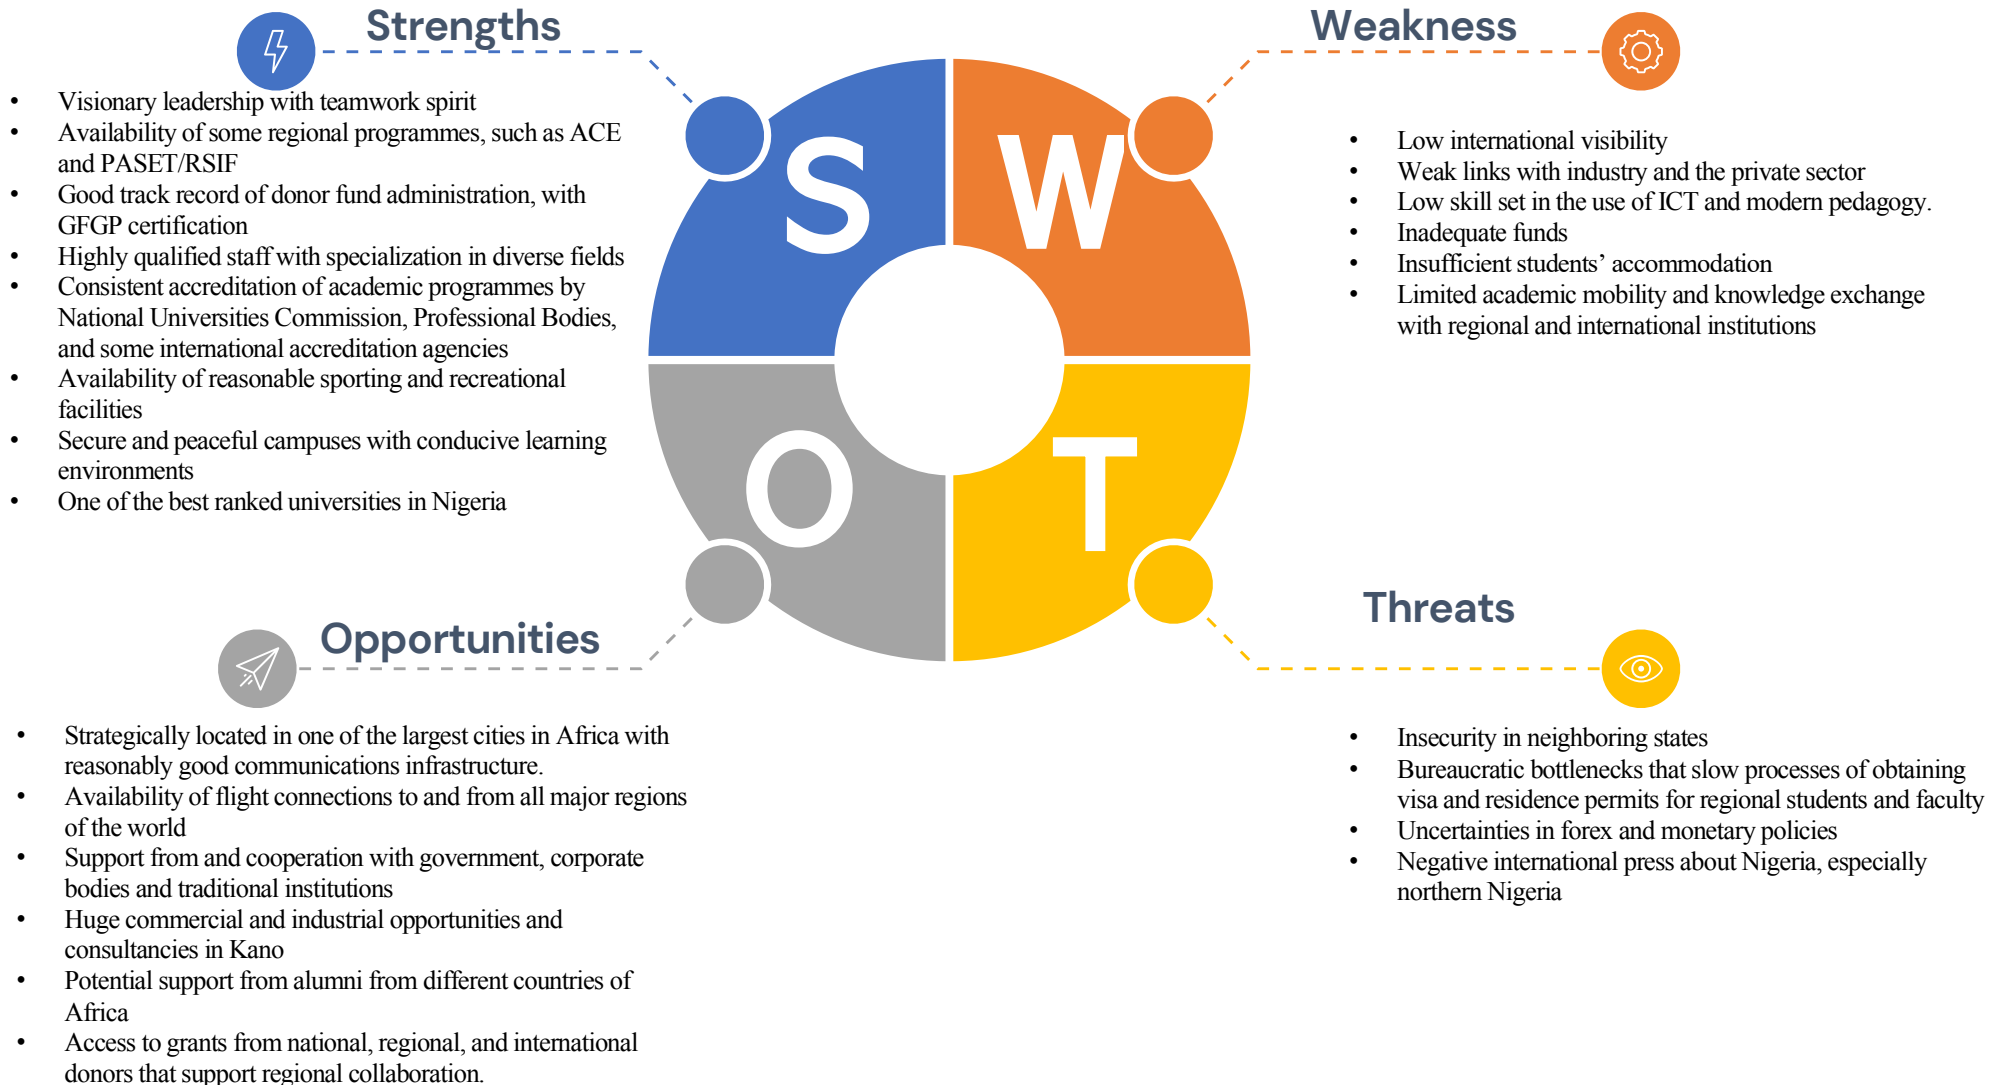 Strengths
• Visionary leadership with teamwork spirit
• Availability of some regional programmes, such as ACE
and PASET/RSIF
• Good track record of donor fund administration, with
GFGP certification
• Highly qualified staff with specialization in diverse fields
• Consistent accreditation of academic programmes by
National Universities Commission, Professional Bodies,
and some international accreditation agencies
• Availability of reasonable sporting and recreational
facilities
• Secure and peaceful campuses with conducive learning
environments
• One of the best ranked universities in Nigeria
S
W
O
T
Weakness
• Low international visibility
• Weak links with industry and the private sector
• Low skill set in the use of ICT and modern pedagogy.
• Inadequate funds
• Insufficient students’ accommodation
• Limited academic mobility and knowledge exchange
with regional and international institutions
Opportunities
• Strategically located in one of the largest cities in Africa with
reasonably good communications infrastructure.
• Availability of flight connections to and from all major regions
of the world
• Support from and cooperation with government, corporate
bodies and traditional institutions
• Huge commercial and industrial opportunities and
consultancies in Kano
• Potential support from alumni from different countries of
Africa
• Access to grants from national, regional, and international
donors that support regional collaboration.
Threats
• Insecurity in neighboring states
• Bureaucratic bottlenecks that slow processes of obtaining
visa and residence permits for regional students and faculty
• Uncertainties in forex and monetary policies
• Negative international press about Nigeria, especially
northern Nigeria